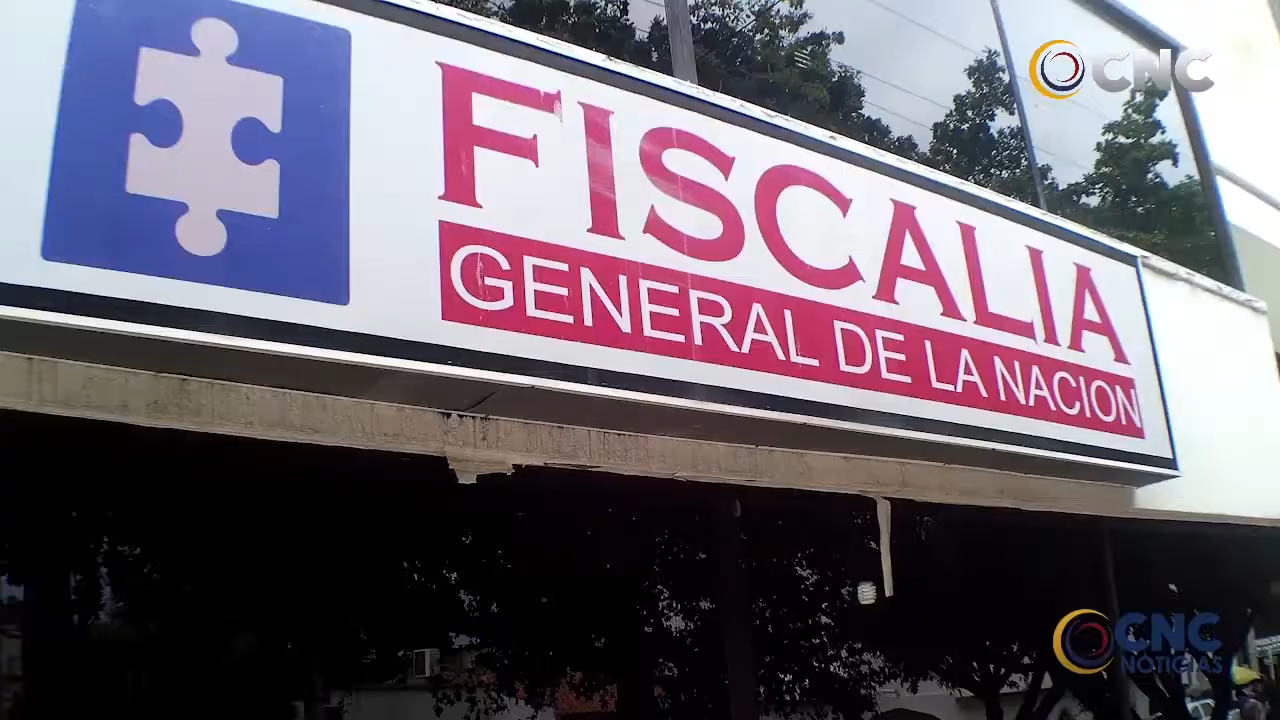 CNC
FISCALIA
GENERAL DE LA NACION
CNC
NOTICIAS